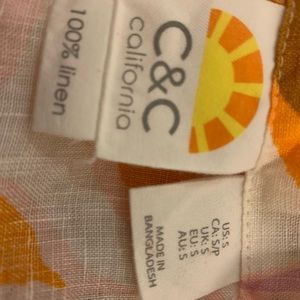 C&C
california
100% linen
US: S
CA: S/P
UK: S
EU: S
AU: S
MADE IN
BANGLADESH